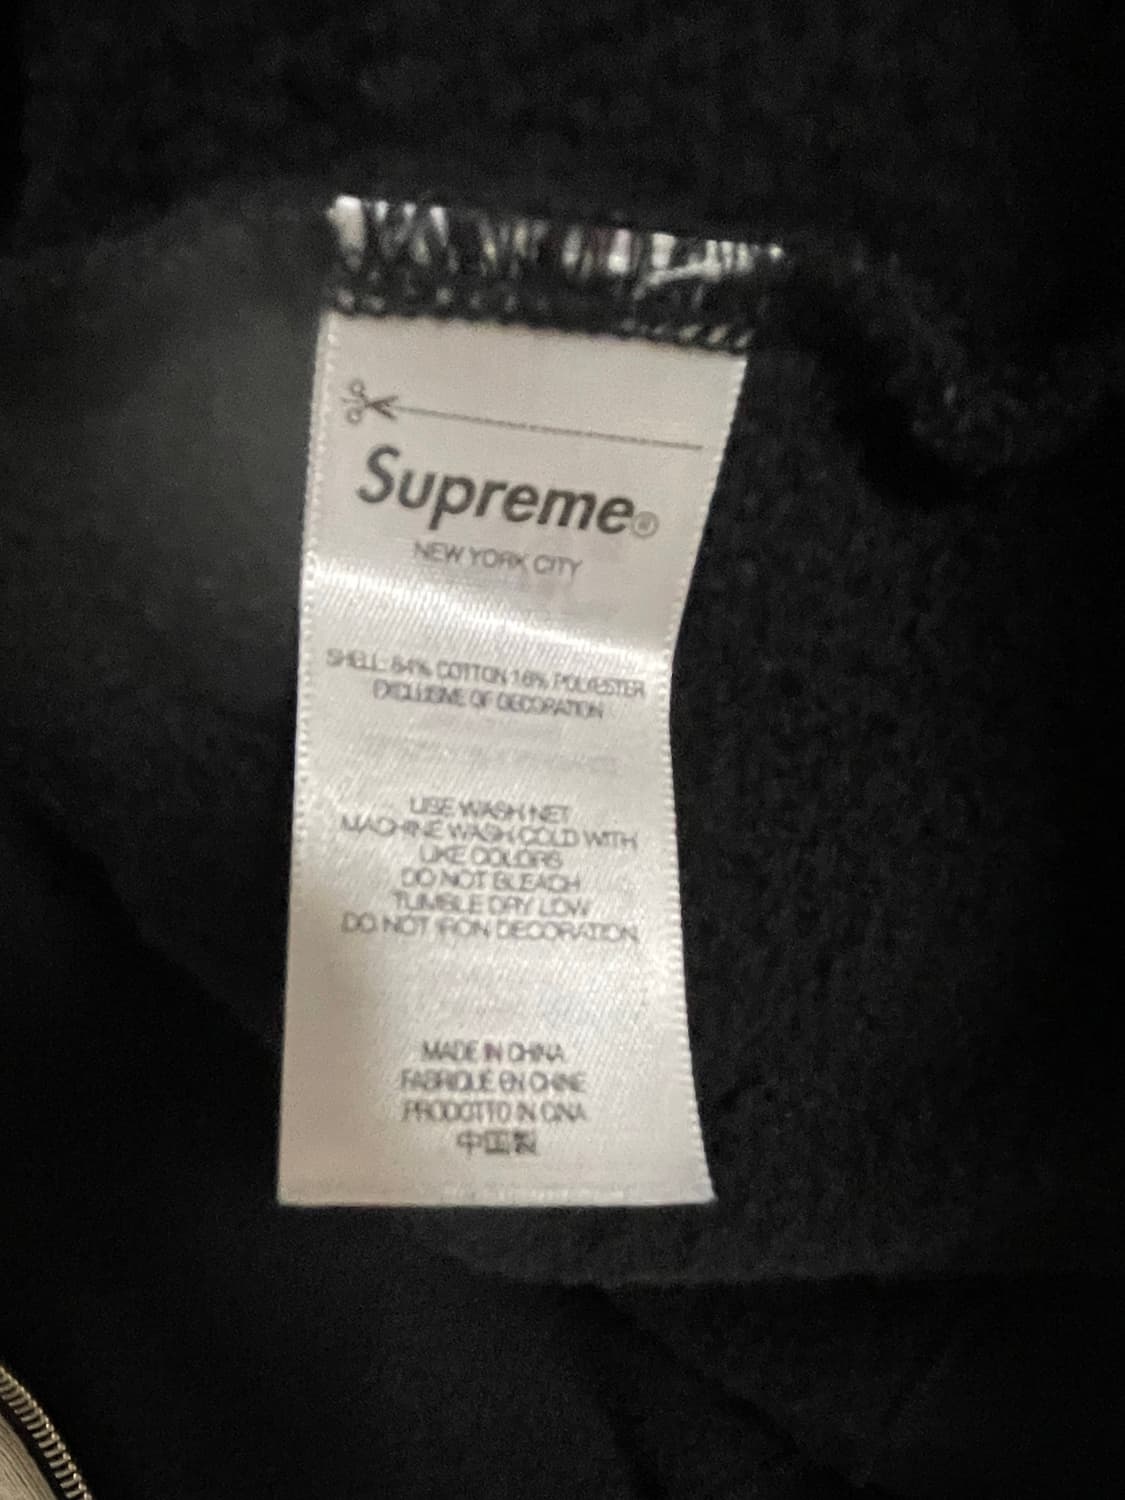 Supreme®
NEW YORK CITY
SHELL: 84% COTTON 16% POLYESTER
EXCLUSIVE OF DECORATION
USE WASH NET
MACHINE WASH COLD WITH
LIKE COLORS
DO NOT BLEACH
TUMBLE DRY LOW
DO NOT IRON DECORATION
MADE IN CHINA
FABRIQUÉ EN CHINE
PRODOTTO IN CINA
中国製